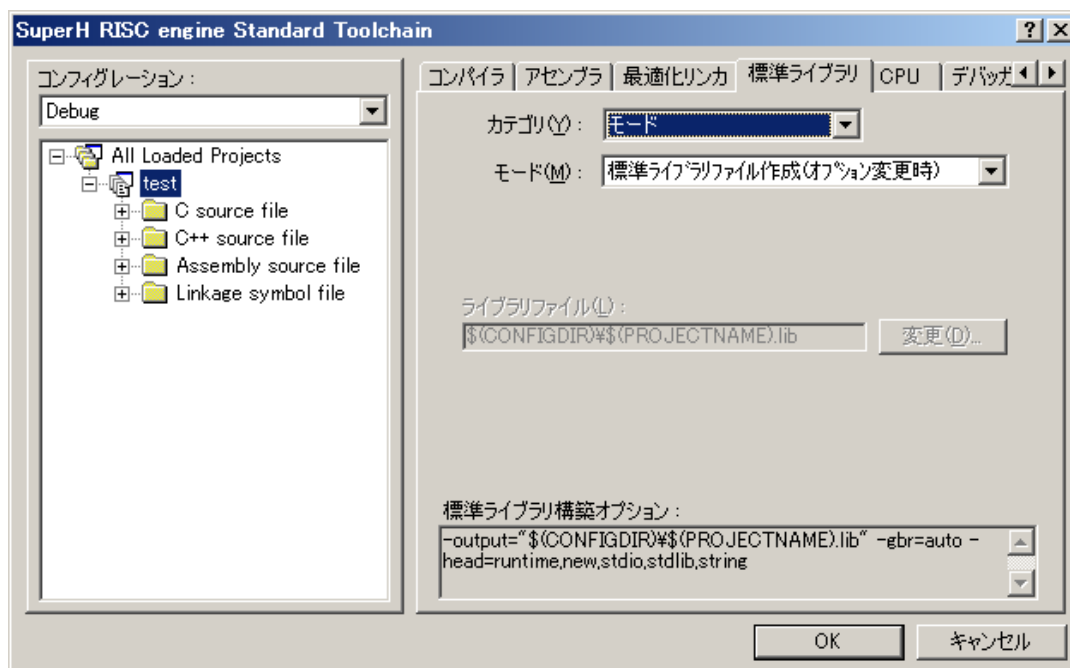 SuperH RISC engine Standard Toolchain
コンフィグレーション :
Debug
All Loaded Projects
test
C source file
C++ source file
Assembly source file
Linkage symbol file
コンパイラ アセンブラ 最適化リンカ 標準ライブラリ CPU デバッガ
カテゴリ(Y) : モード
モード(M) : 標準ライブラリファイル作成(オプション変更時)
ライブラリファイル(L) :
$(CONFIGDIR)¥$(PROJECTNAME).lib 変更(D)...
標準ライブラリ構築オプション :
-output="$(CONFIGDIR)¥$(PROJECTNAME).lib" -gbr=auto -
head=runtime,new,stdio,stdlib,string
OK キャンセル